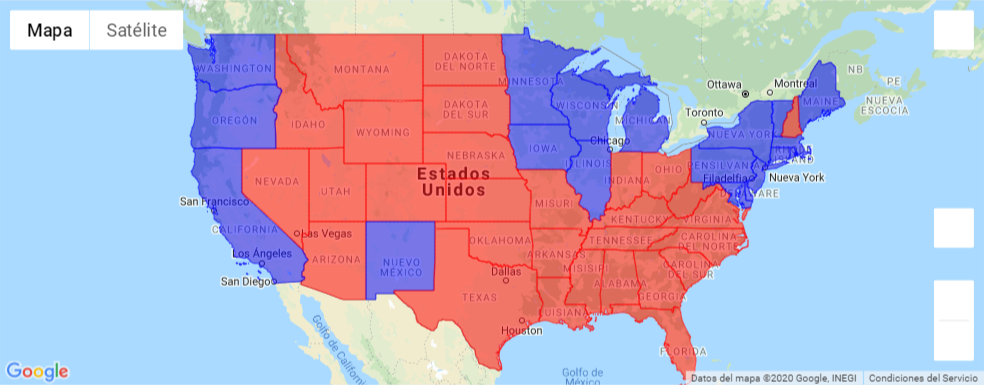 Mapa
Satélite
WASHINGTON
MONTANA
DAKOTA
DEL NORTE
MINNESOTA
OREGÓN
IDAHO
DAKOTA
DEL SUR
WISCONSIN
MICHIGAN
Ottawa
Montreal
NB
PE
MAINE
NUEVA
ESCOCIA
Toronto
WYOMING
NUEVA YORK
Chicago
IOWA
NEBRASKA
ILLINOIS
INDIANA
OHIO
PENSILVANIA
ISLAND
Filadelfia
Nueva York
DELAWARE
NEVADA
UTAH
Estados
Unidos
San Francisco
CALIFORNIA
MISURI
KENTUCKY
VIRGINIA
Las Vegas
Los Ángeles
ARIZONA
NUEVO
MÉXICO
OKLAHOMA
TENNESSEE
CAROLINA
DEL NORTE
ARKANSAS
CAROLINA
DEL SUR
San Diego
Dallas
MISISIPI
ALABAMA
GEORGIA
TEXAS
LUISIANA
Houston
FLORIDA
Golfo de California
Golfo de
México
Google
Datos del mapa ©2020 Google, INEGI
Condiciones del Servicio